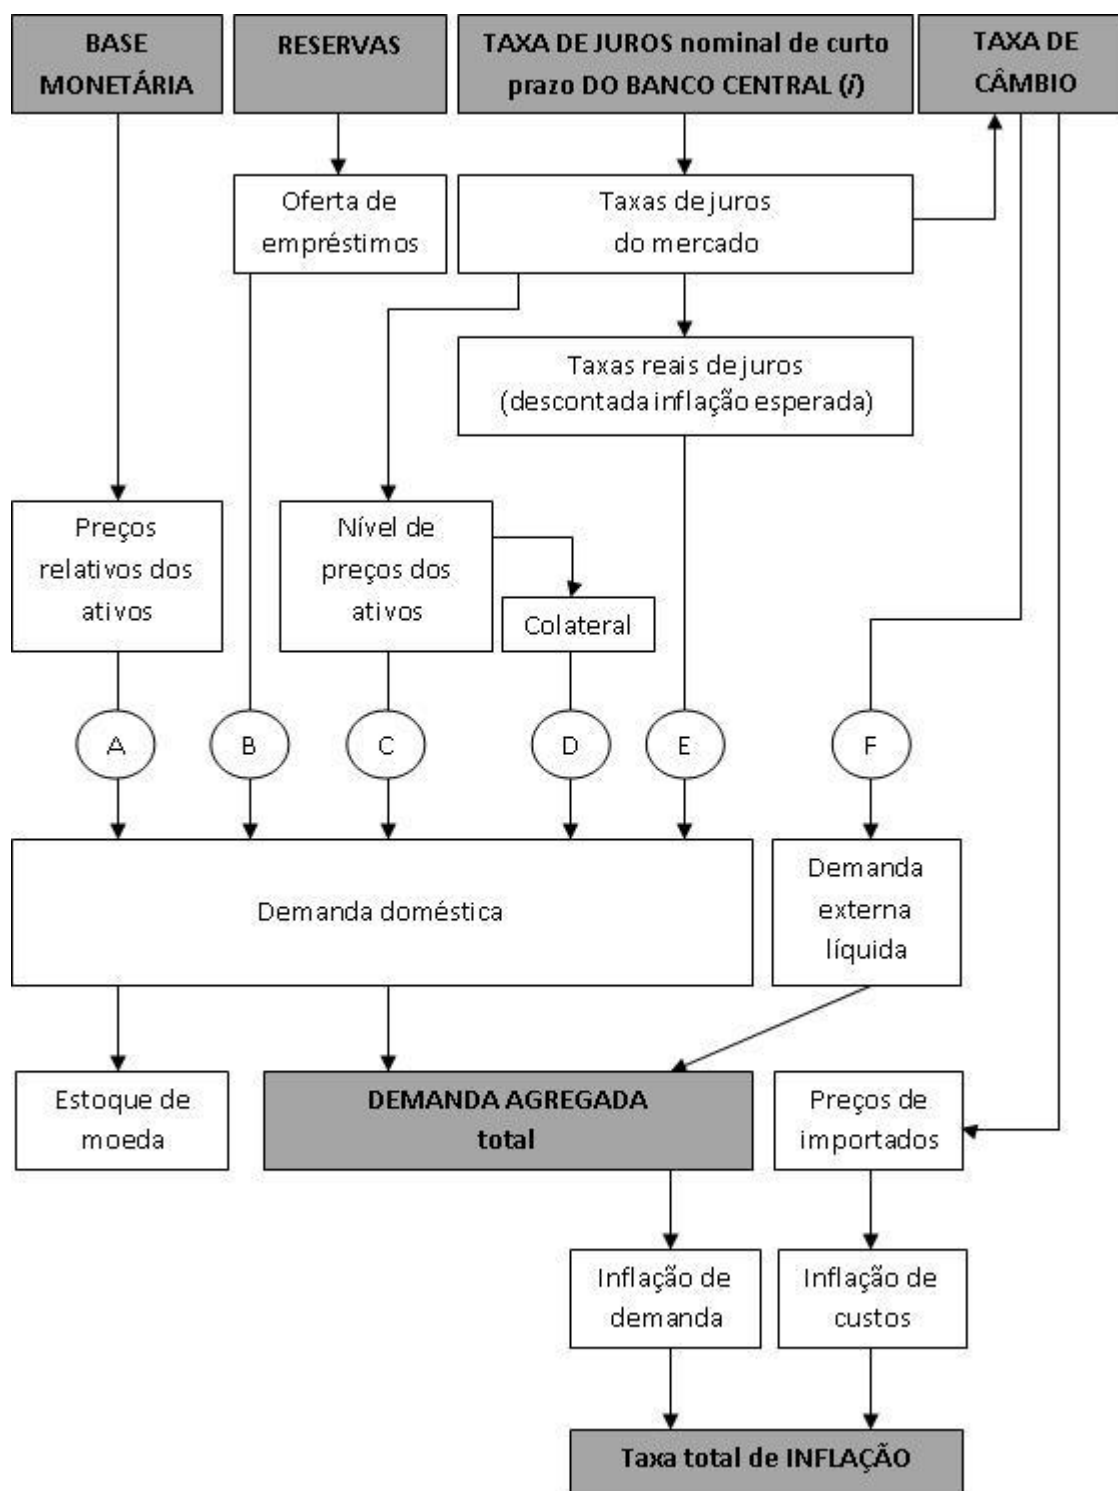 BASE
MONETÁRIA
RESERVAS
TAXA DE JUROS nominal de curto
prazo DO BANCO CENTRAL (i)
TAXA DE
CÂMBIO
Oferta de
empréstimos
Taxas de juros
do mercado
Taxas reais de juros
(descontada inflação esperada)
Preços
relativos dos
ativos
Nível de
preços dos
ativos
Colateral
A
B
C
D
E
F
Demanda doméstica
Demanda
externa
líquida
Estoque de
moeda
DEMANDA AGREGADA
total
Preços de
importados
Inflação de
demanda
Inflação de
custos
Taxa total de INFLAÇÃO